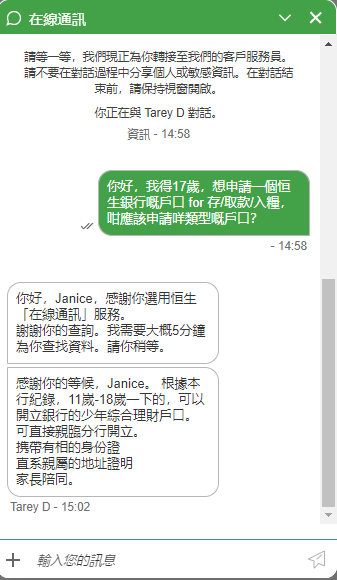 在線通訊
請等一等，我們現正為你轉接至我們的客戶服務員。
請不要在對話過程中分享個人或敏感資訊。在對話結
束前，請保持視窗開啟。
你正在與 Tarey D 對話。
資訊 - 14:58
你好，我得17歲，想申請一個恒
生銀行嘅戶口 for 存/取款/入糧，
咁應該申請咩類型嘅戶口?
- 14:58
你好，Janice，感謝你選用恒生
「在線通訊」服務。
謝謝你的查詢。我需要大概5分鐘
為你查找資料。請你稍等。
感謝你的等候，Janice。 根據本
行紀錄，11歲-18歲一下的，可以
開立銀行的少年綜合理財戶口。
可直接親臨分行開立。
携帶有相的身份證
直系親屬的地址證明
家長陪同。
Tarey D - 15:02
輸入您的訊息